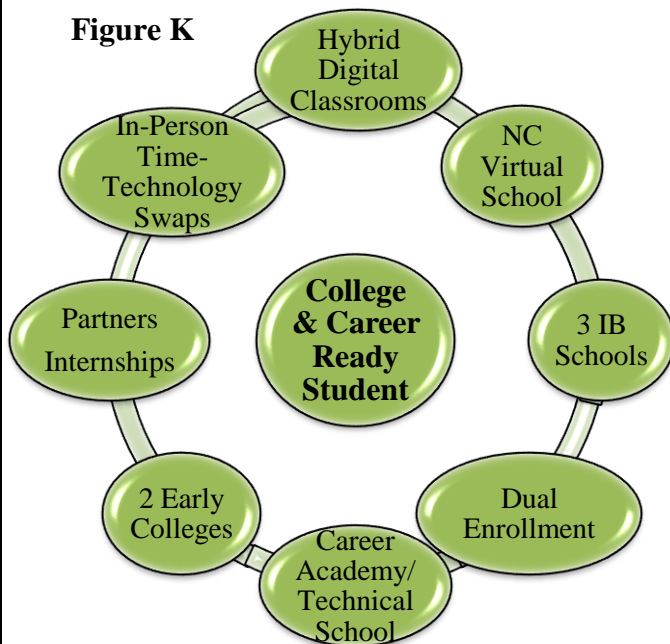 Figure K
Hybrid
Digital
Classrooms
NC
Virtual
School
3 IB
Schools
Dual
Enrollment
Career
Academy/
Technical
School
2 Early
Colleges
Partners
Internships
In-Person
Time-
Technology
Swaps
College
& Career
Ready
Student